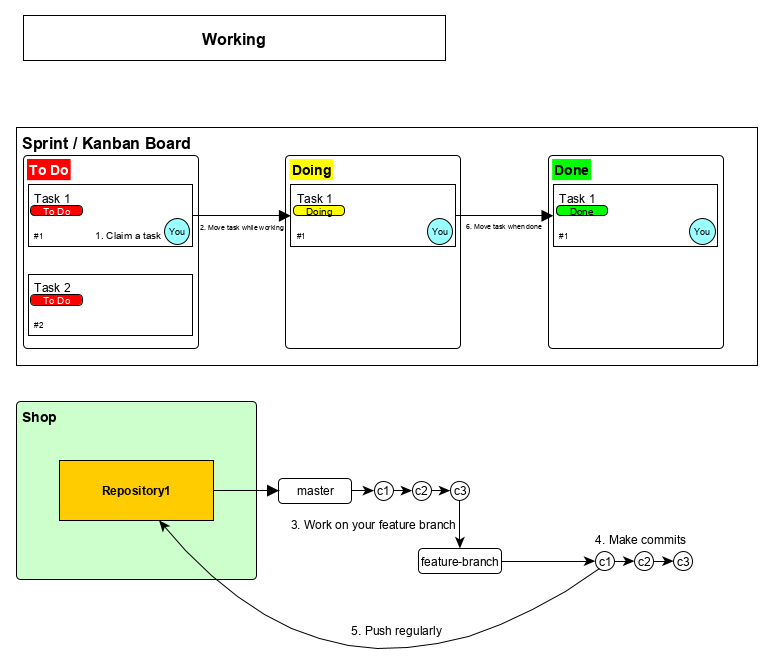 Working
Sprint / Kanban Board
To Do
Task 1
To Do
#1
1. Claim a task
You
2. Move task while working
Task 2
To Do
#2
Doing
Task 1
Doing
#1
You
6. Move task when done
Done
Task 1
Done
#1
You
Shop
Repository1
master
c1
c2
c3
3. Work on your feature branch
feature-branch
4. Make commits
c1
c2
c3
5. Push regularly